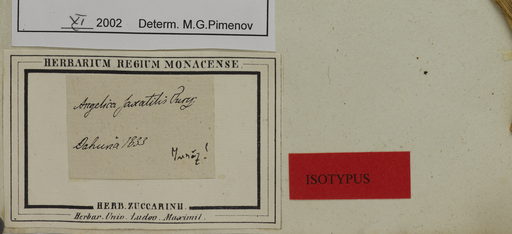 XI 2002 Determ. M.G.Pimenov
HERBARIUM REGIUM MONACENSE
Angelica saxatilis Turcz
Dahuria 1833
ISOTYPUS
HERB. ZUCCARINII.
Herbar. Univ. Ludov. Maximil.